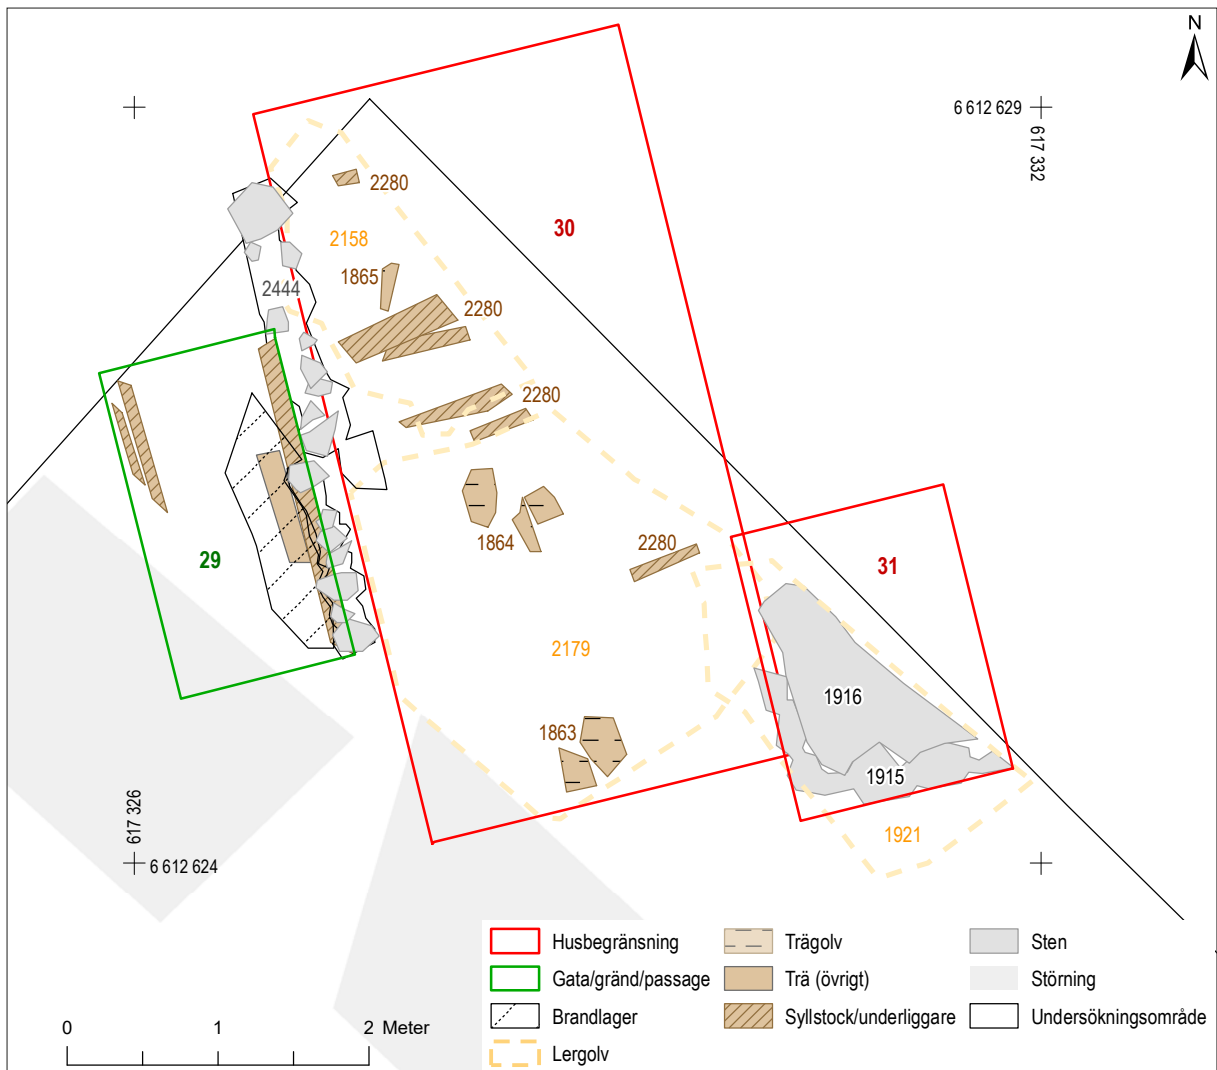 N
6 612 629
617 332
30
2280
2158
1865
2444
2280
2280
1864
2280
29
31
2179
1916
1863
1915
1921
617 326
6 612 624
Husbegränsning
Gata/gränd/passage
Brandlager
Lergolv
Trägolv
Trä (övrigt)
Syllstock/underliggare
Sten
Störning
Undersökningsområde
0 1 2 Meter